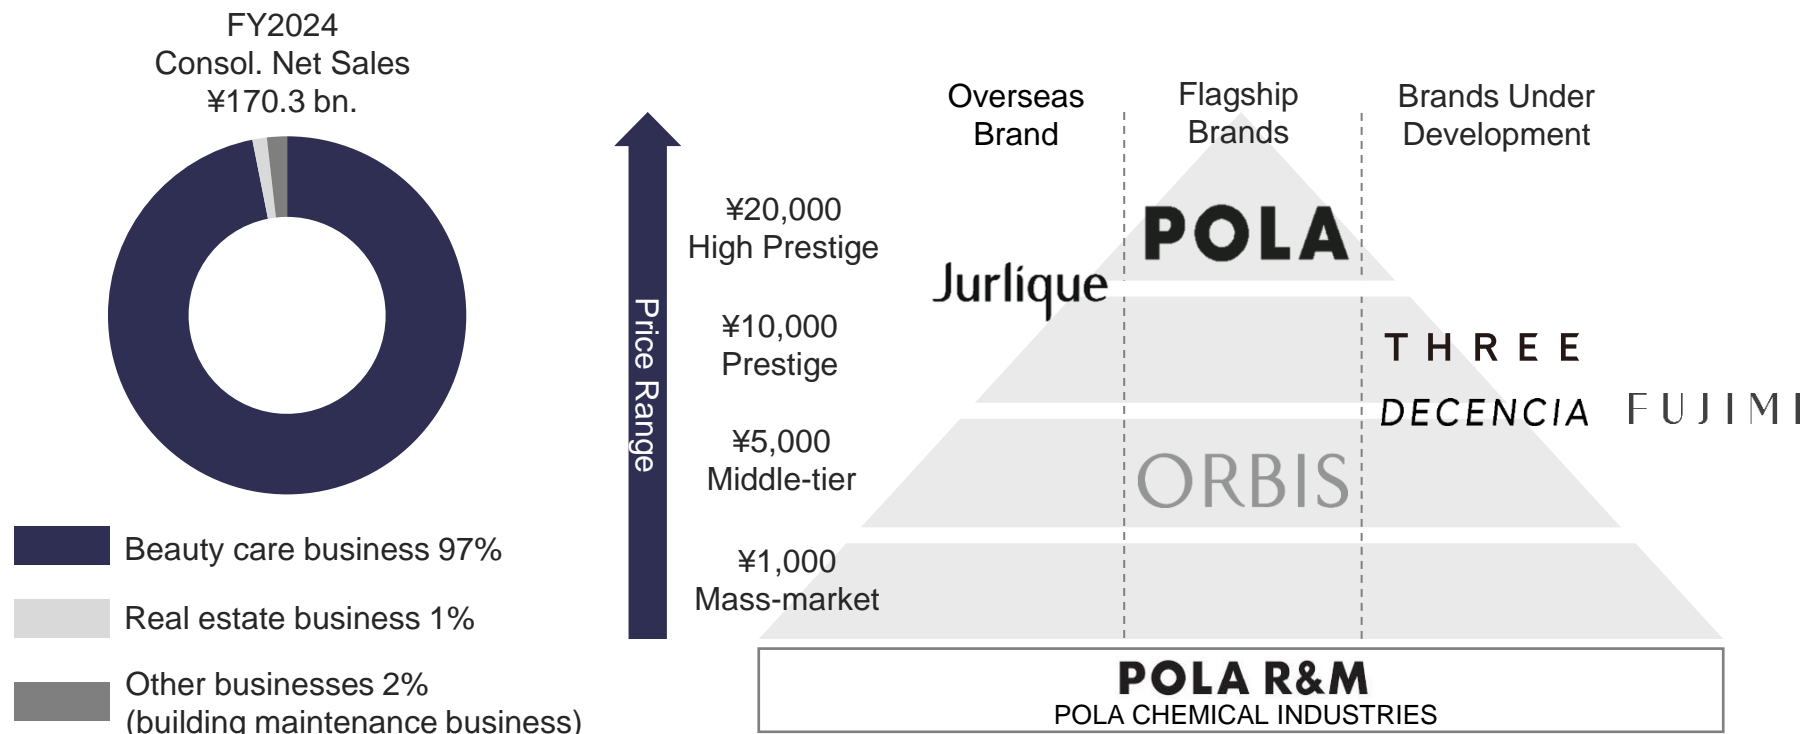 FY2024
Consol. Net Sales
¥170.3 bn.
Beauty care business 97%
Real estate business 1%
Other businesses 2%
(building maintenance business)
Price Range
¥20,000
High Prestige
¥10,000
Prestige
¥5,000
Middle-tier
¥1,000
Mass-market
Overseas
Brand
Flagship
Brands
Brands Under
Development
POLA
Jurlíque
THREE
DECENCIA
FUJIMI
ORBIS
POLA R&M
POLA CHEMICAL INDUSTRIES